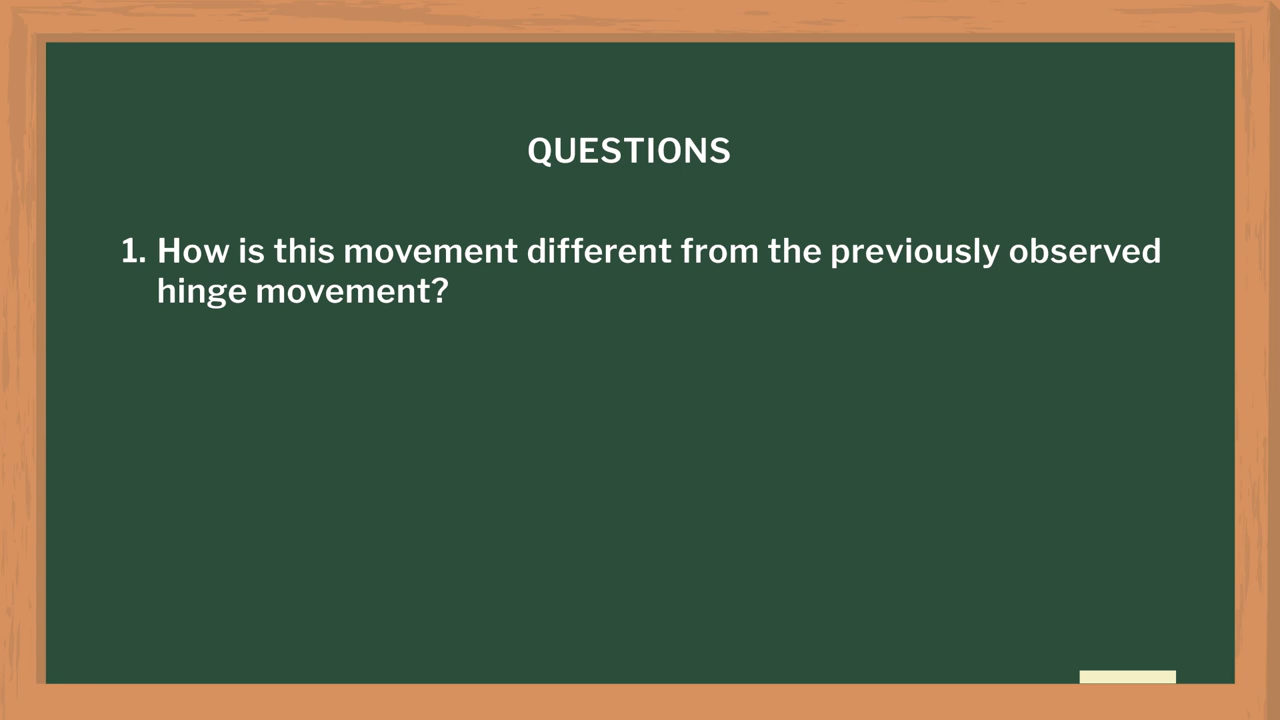 QUESTIONS
1. How is this movement different from the previously observed
hinge movement?